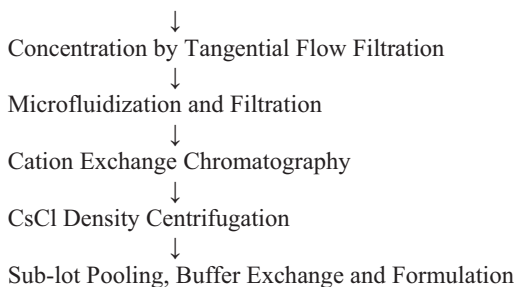 ↓
Concentration by Tangential Flow Filtration
↓
Microfluidization and Filtration
↓
Cation Exchange Chromatography
↓
CsCl Density Centrifugation
↓
Sub-lot Pooling, Buffer Exchange and Formulation